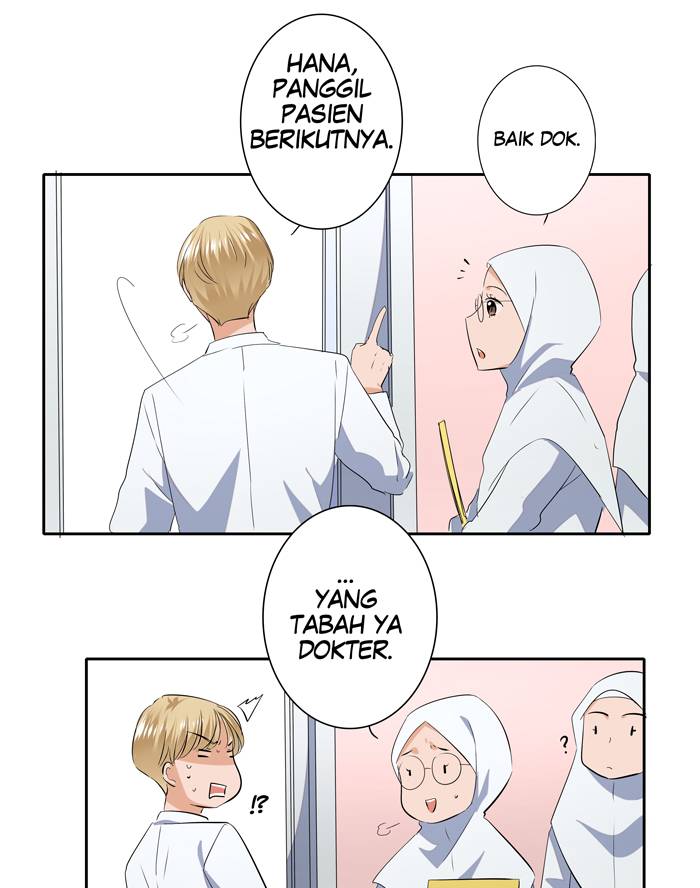 HANA,
PANGGIL
PASIEN
BERIKUTNYA.
BAIK DOK.
...
YANG
TABAH YA
DOKTER.
!?
?